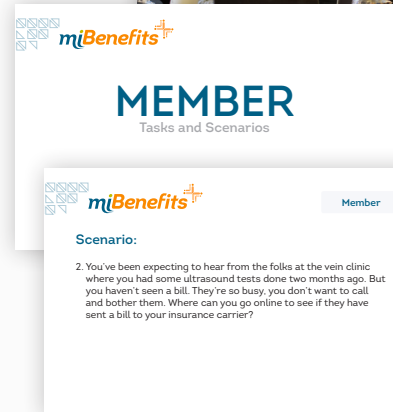 miBenefits
MEMBER
Tasks and Scenarios
miBenefits
Member
Scenario:
2. You've been expecting to hear from the folks at the vein clinic
where you had some ultrasound tests done two months ago. But
you haven't seen a bill. They're so busy, you don't want to call
and bother them. Where can you go online to see if they have
sent a bill to your insurance carrier?